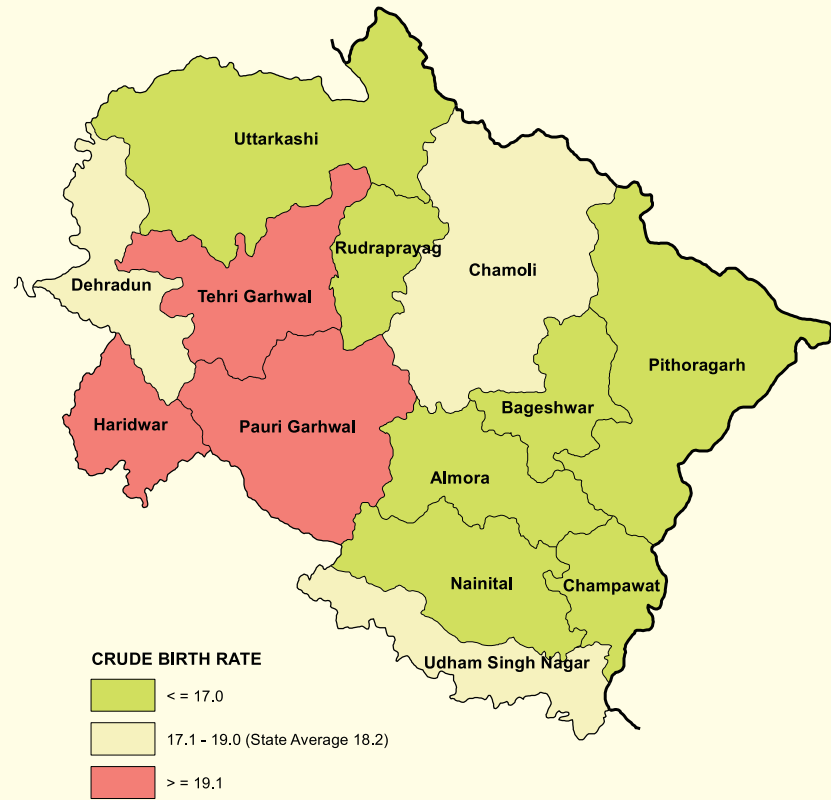 Uttarkashi
Rudraprayag
Chamoli
Dehradun
Tehri Garhwal
Pithoragarh
Bageshwar
Haridwar
Pauri Garhwal
Almora
Nainital
Champawat
Udham Singh Nagar
CRUDE BIRTH RATE
< = 17.0
17.1 - 19.0 (State Average 18.2)
> = 19.1